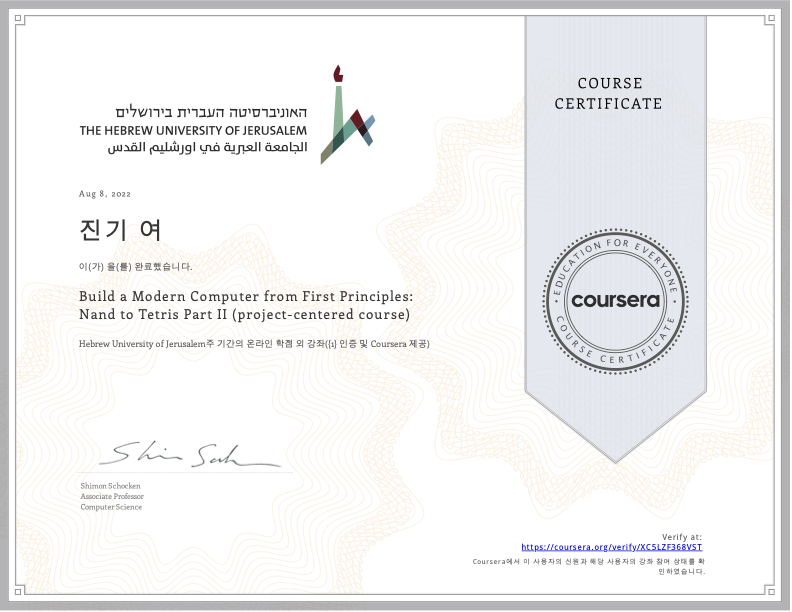 האוניברסיטה העברית בירושלים
THE HEBREW UNIVERSITY OF JERUSALEM
الجامعة العبرية في اورشليم القدس
COURSE
CERTIFICATE
Aug 8, 2022
진기 여
이(가) 을(를) 완료했습니다.
Build a Modern Computer from First Principles:
Nand to Tetris Part II (project-centered course)
Hebrew University of Jerusalem주 기간의 온라인 학점 외 강좌({1} 인증 및 Coursera 제공)
EDUCATION FOR EVERYONE
coursera
COURSE CERTIFICATE
Shimon Schocken
Associate Professor
Computer Science
Verify at:
https://coursera.org/verify/XC5LZF368VST
Coursera에서 이 사용자의 신원과 해당 사용자의 강좌 참여 상태를 확
인하였습니다.